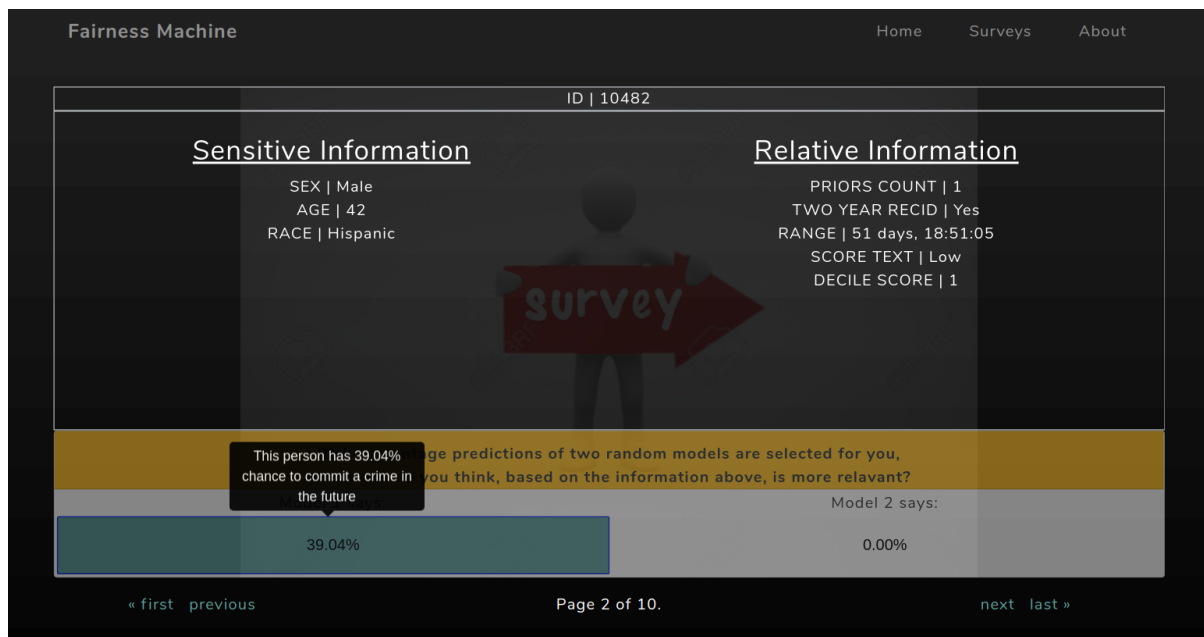 Fairness Machine
Home Surveys About
ID | 10482
Sensitive Information
SEX | Male
AGE | 42
RACE | Hispanic
Relative Information
PRIORS COUNT | 1
TWO YEAR RECID | Yes
RANGE | 51 days, 18:51:05
SCORE TEXT | Low
DECILE SCORE | 1
survey
predictions of two random models are selected for you,
you think, based on the information above, is more relavant?
This person has 39.04%
chance to commit a crime in
the future
39.04%
Model 2 says:
0.00%
« first previous
Page 2 of 10.
next last »